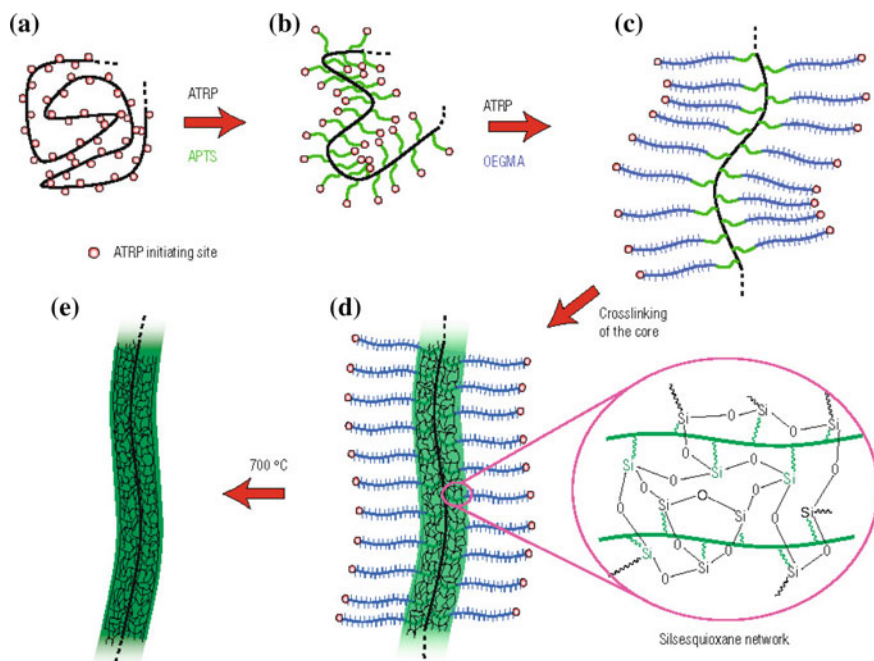 (a)
(b)
(c)
ATRP
APTS
ATRP
OEGMA
ATRP initiating site
Crosslinking
of the core
(e)
(d)
700 °C
Si
O
Si
O
Si
O
O
O
O
Si
O
Si
O
Si
O
O
O
O
O
Si
Si
Si
O
Si
Si
O
O
Si
O
Silsesquioxane network